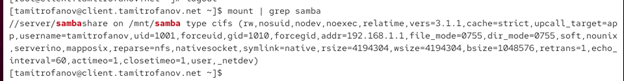 [tamitrofanov@client.tamitrofanov.net ~]$ mount | grep samba
//server/sambashare on /mnt/samba type cifs (rw,nosuid,nodev,noexec,relatime,vers=3.1.1,cache=strict,upcall_target=ap
p,username=tamitrofanov,uid=1001,forceuid,gid=1010,forcegid,addr=192.168.1.1,file_mode=0755,dir_mode=0755,soft,nounix
,serverino,mapposix,reparse=nfs,nativesocket,symlink=native,rsize=4194304,wsize=4194304,bsize=1048576,retrans=1,echo_
interval=60,actimeo=1,closetimeo=1,user,_netdev)
[tamitrofanov@client.tamitrofanov.net ~]$